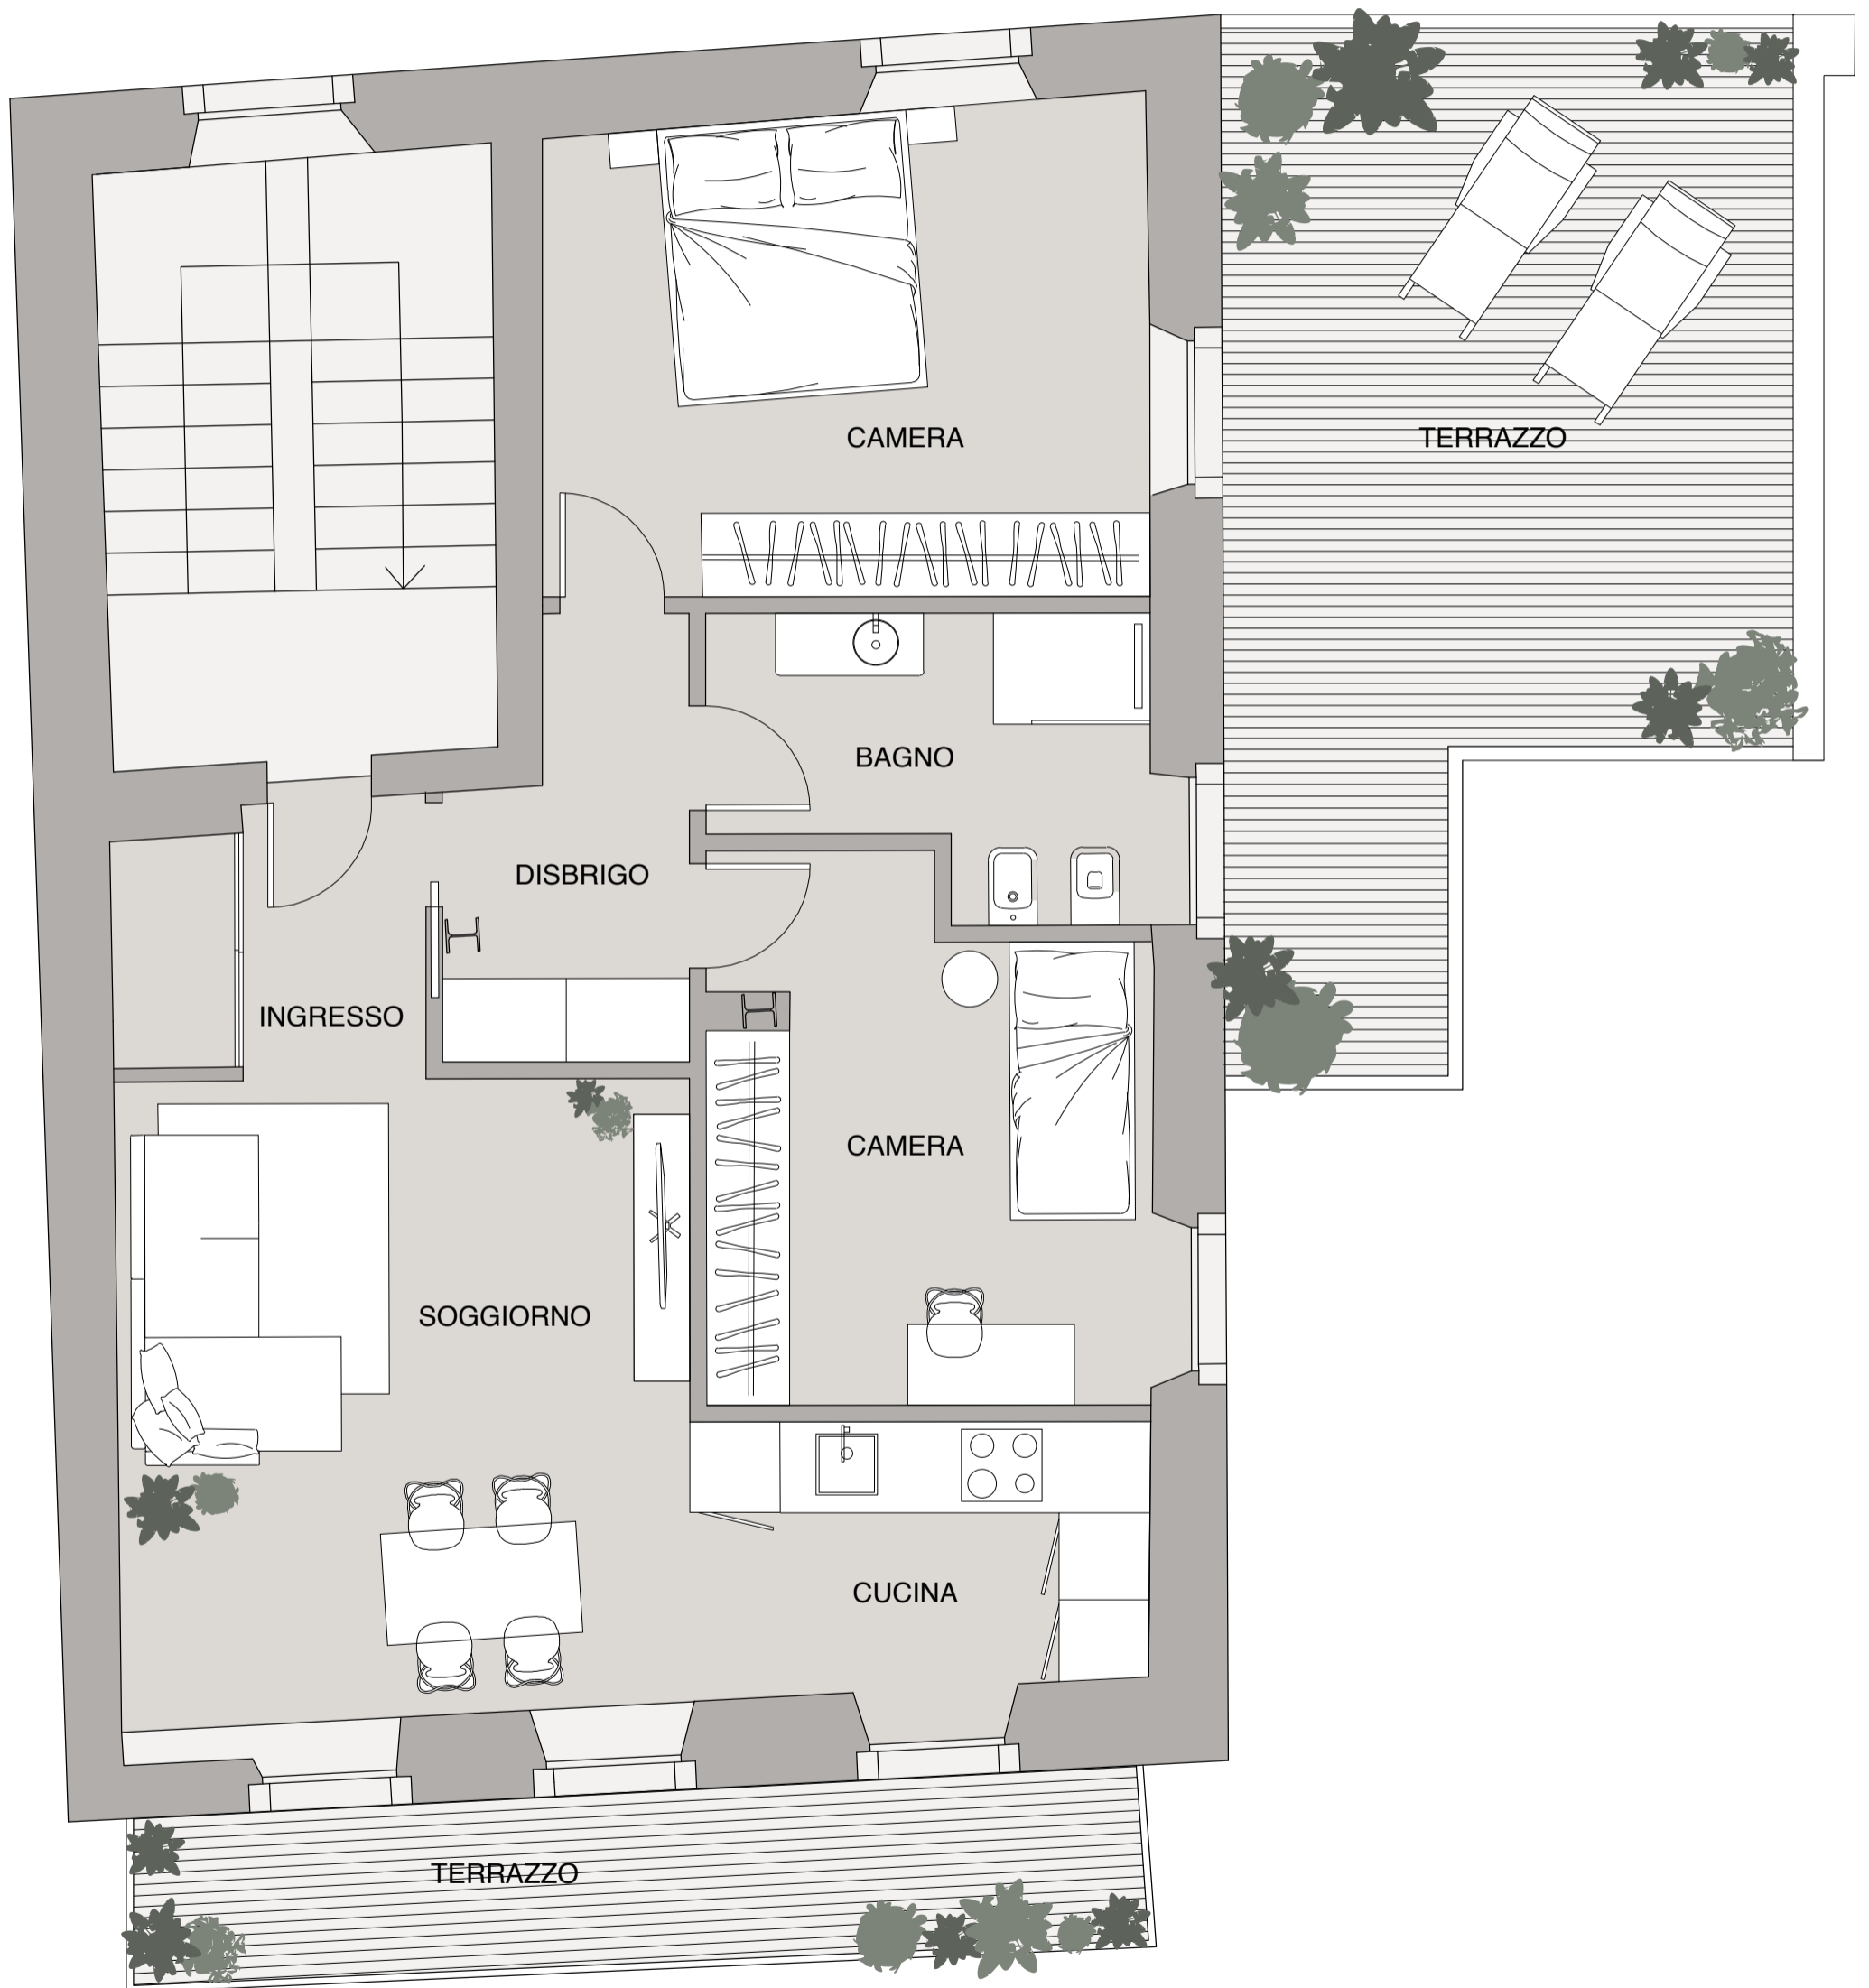 CAMERA
TERRAZZO
BAGNO
DISBRIGO
INGRESSO
CAMERA
SOGGIORNO
CUCINA
TERRAZZO